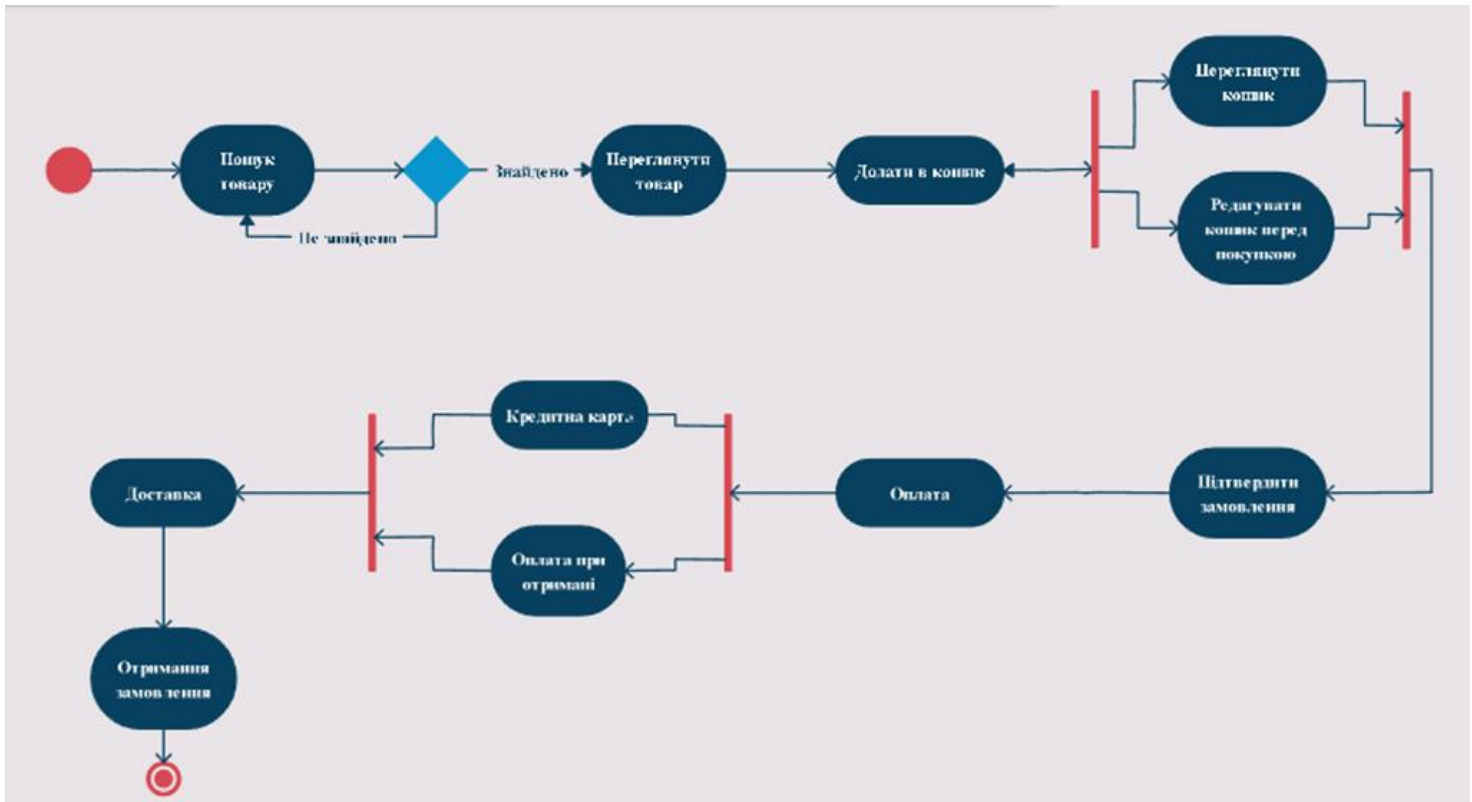 Переглянути
кошик
Пошук
товару
Знайдено
Переглянути
товар
Додати в кошик
Редагувати
кошик перед
покупкою
Не знайдено
Кредитна карта
Доставка
Оплата
Підтвердити
замовлення
Оплата при
отримані
Отримання
замовлення